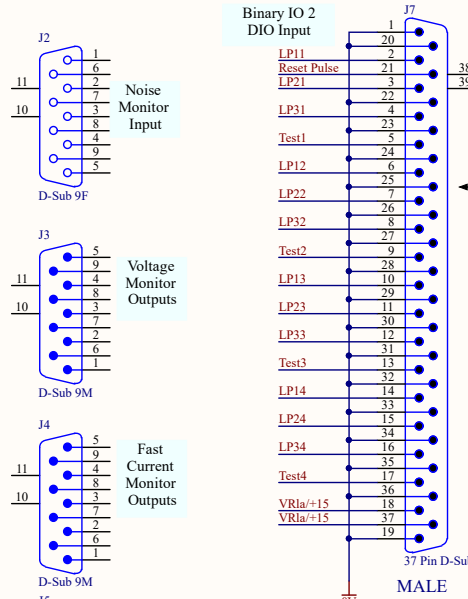 J2
1
6
2
7
3
8
4
9
5
11
10
Noise
Monitor
Input
D-Sub 9F
J3
5
9
4
8
3
7
2
6
1
11
10
Voltage
Monitor
Outputs
D-Sub 9M
J4
5
9
4
8
3
7
2
6
1
11
10
Fast
Current
Monitor
Outputs
D-Sub 9M
Binary IO 2
DIO Input
J7
1
20
LP11 2
Reset Pulse 21
LP21 3
22
LP31 4
23
Test1 5
24
LP12 6
25
LP22 7
26
LP32 8
27
Test2 9
28
LP13 10
29
LP23 11
30
LP33 12
31
Test3 13
32
LP14 14
33
LP24 15
34
LP34 16
35
Test4 17
36
VRla/+15 18
VRla/+15 37
19
38
39
37 Pin D-Sub
MALE